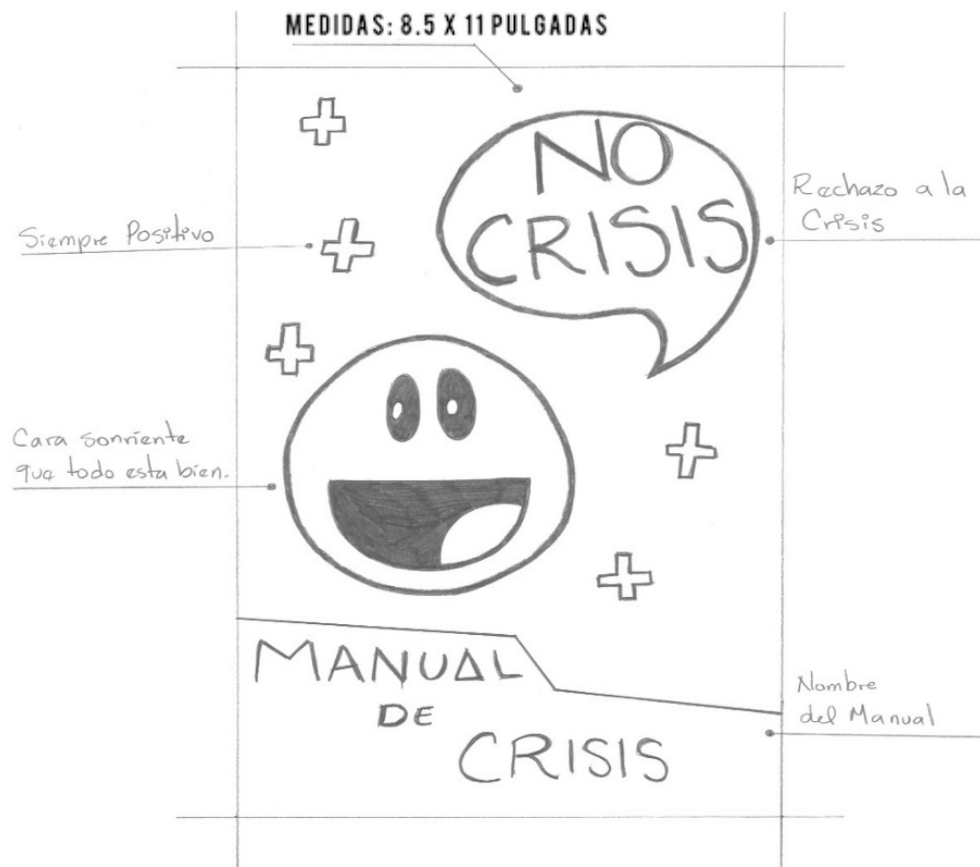 MEDIDAS: 8.5 X 11 PULGADAS
NO
CRISIS
Rechazo a la
Crisis
Siempre Positivo
Cara sonriente
que todo esta bien.
MANUAL
DE
CRISIS
Nombre
del Manual